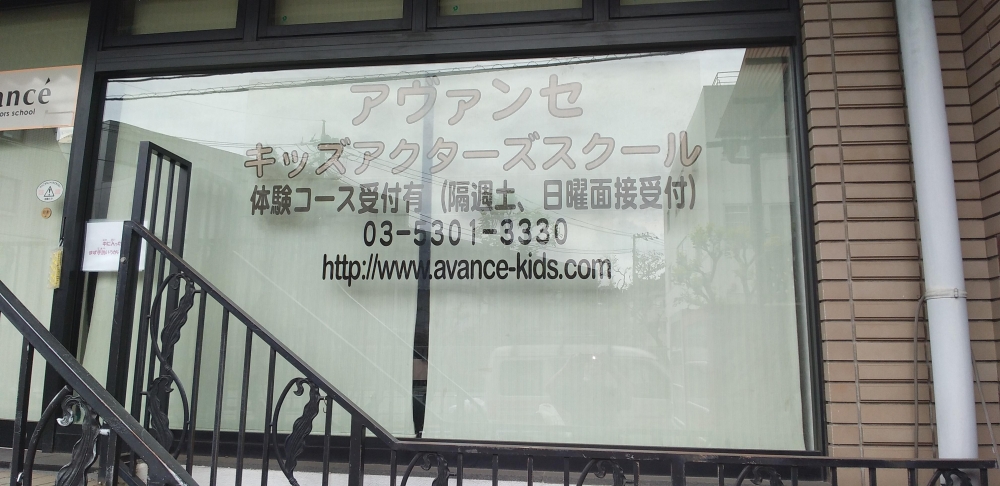 ancé
ors school
アヴァンセ
キッズアクターズスクール
体験コース受付有 (隔週土、日曜面接受付)
03-5301-3330
http://www.avance-kids.com